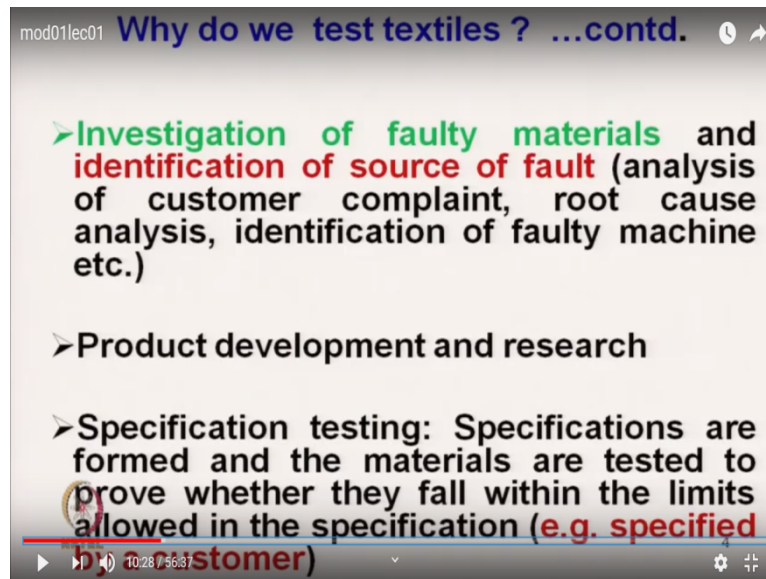 mod01lec01 Why do we test textiles ? ...contd.
➢Investigation of faulty materials and
identification of source of fault (analysis
of customer complaint, root cause
analysis, identification of faulty machine
etc.)
➢Product development and research
➢Specification testing: Specifications are
formed and the materials are tested to
prove whether they fall within the limits
allowed in the specification (e.g. specified
4
by a customer)
10:28 / 56:37